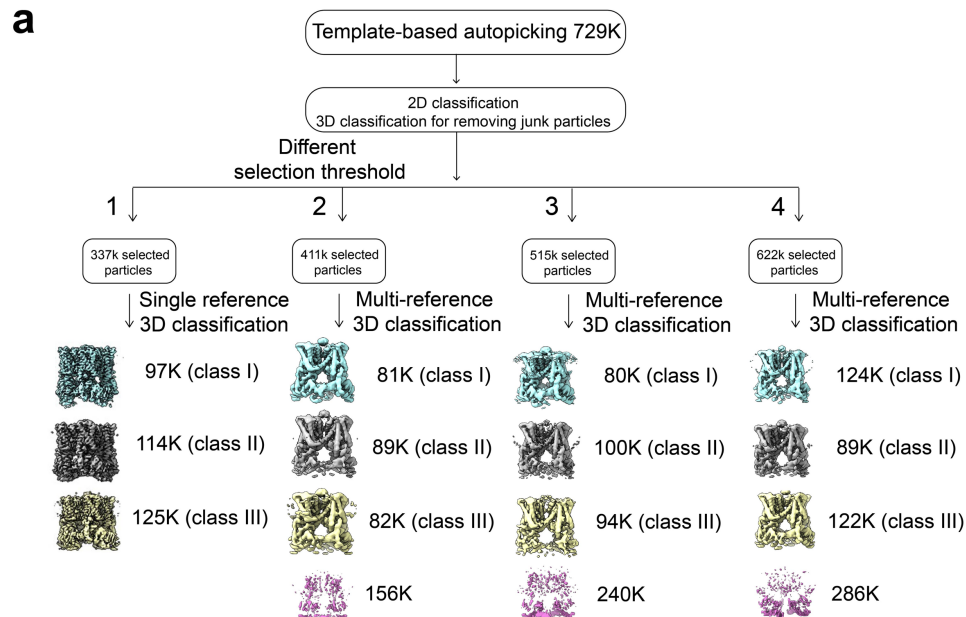 a
Template-based autopicking 729K
2D classification
3D classification for removing junk particles
Different
selection threshold
1
2
3
4
337k selected
particles
411k selected
particles
515k selected
particles
622k selected
particles
Single reference
3D classification
Multi-reference
3D classification
Multi-reference
3D classification
Multi-reference
3D classification
97K (class I)
81K (class I)
80K (class I)
124K (class I)
114K (class II)
89K (class II)
100K (class II)
89K (class II)
125K (class III)
82K (class III)
94K (class III)
122K (class III)
156K
240K
286K